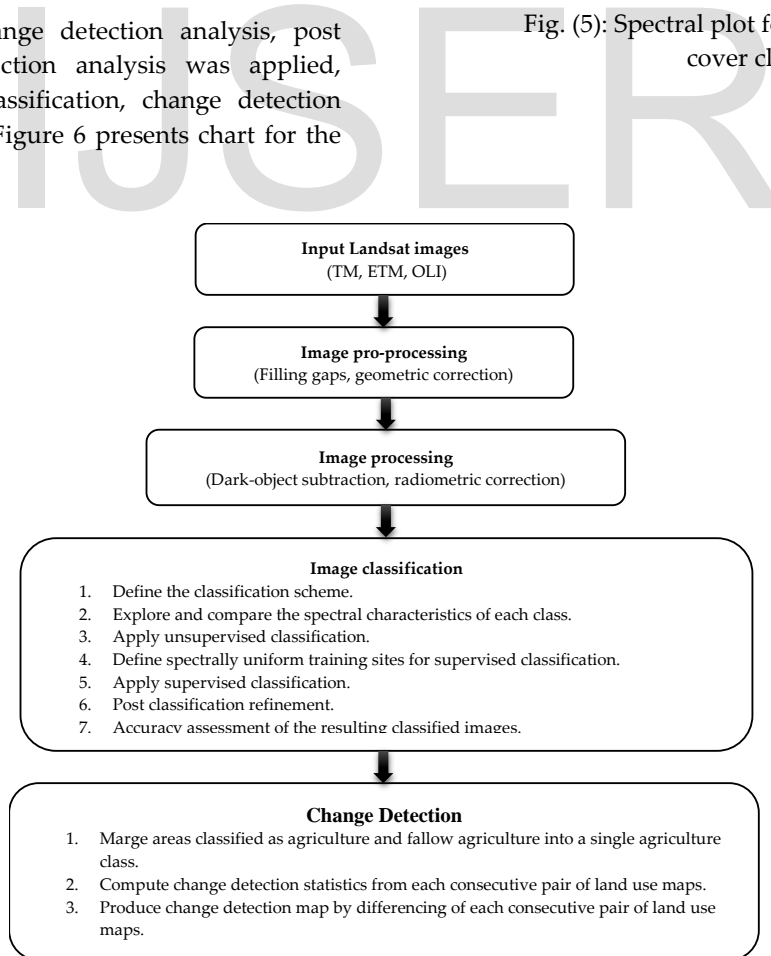 ange detection analysis, post
ction analysis was applied,
assification, change detection
Figure 6 presents chart for the
Fig. (5): Spectral plot fo
cover cl
IJSER
Input Landsat images
(TM, ETM, OLI)
Image pro-processing
(Filling gaps, geometric correction)
Image processing
(Dark-object subtraction, radiometric correction)
Image classification
1. Define the classification scheme.
2. Explore and compare the spectral characteristics of each class.
3. Apply unsupervised classification.
4. Define spectrally uniform training sites for supervised classification.
5. Apply supervised classification.
6. Post classification refinement.
7. Accuracy assessment of the resulting classified images.
Change Detection
1. Marge areas classified as agriculture and fallow agriculture into a single agriculture
class.
2. Compute change detection statistics from each consecutive pair of land use maps.
3. Produce change detection map by differencing of each consecutive pair of land use
maps.